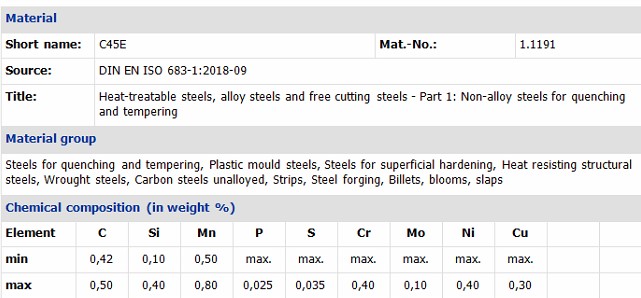 Material
Short name: C45E Mat.-No.: 1.1191
Source: DIN EN ISO 683-1:2018-09
Title: Heat-treatable steels, alloy steels and free cutting steels - Part 1: Non-alloy steels for quenching
and tempering
Material group
Steels for quenching and tempering, Plastic mould steels, Steels for superficial hardening, Heat resisting structural
steels, Wrought steels, Carbon steels unalloyed, Strips, Steel forging, Billets, blooms, slaps
Chemical composition (in weight %)
Element C Si Mn P S Cr Mo Ni Cu
min 0,42 0,10 0,50 max. max. max. max. max. max.
max 0,50 0,40 0,80 0,025 0,035 0,40 0,10 0,40 0,30